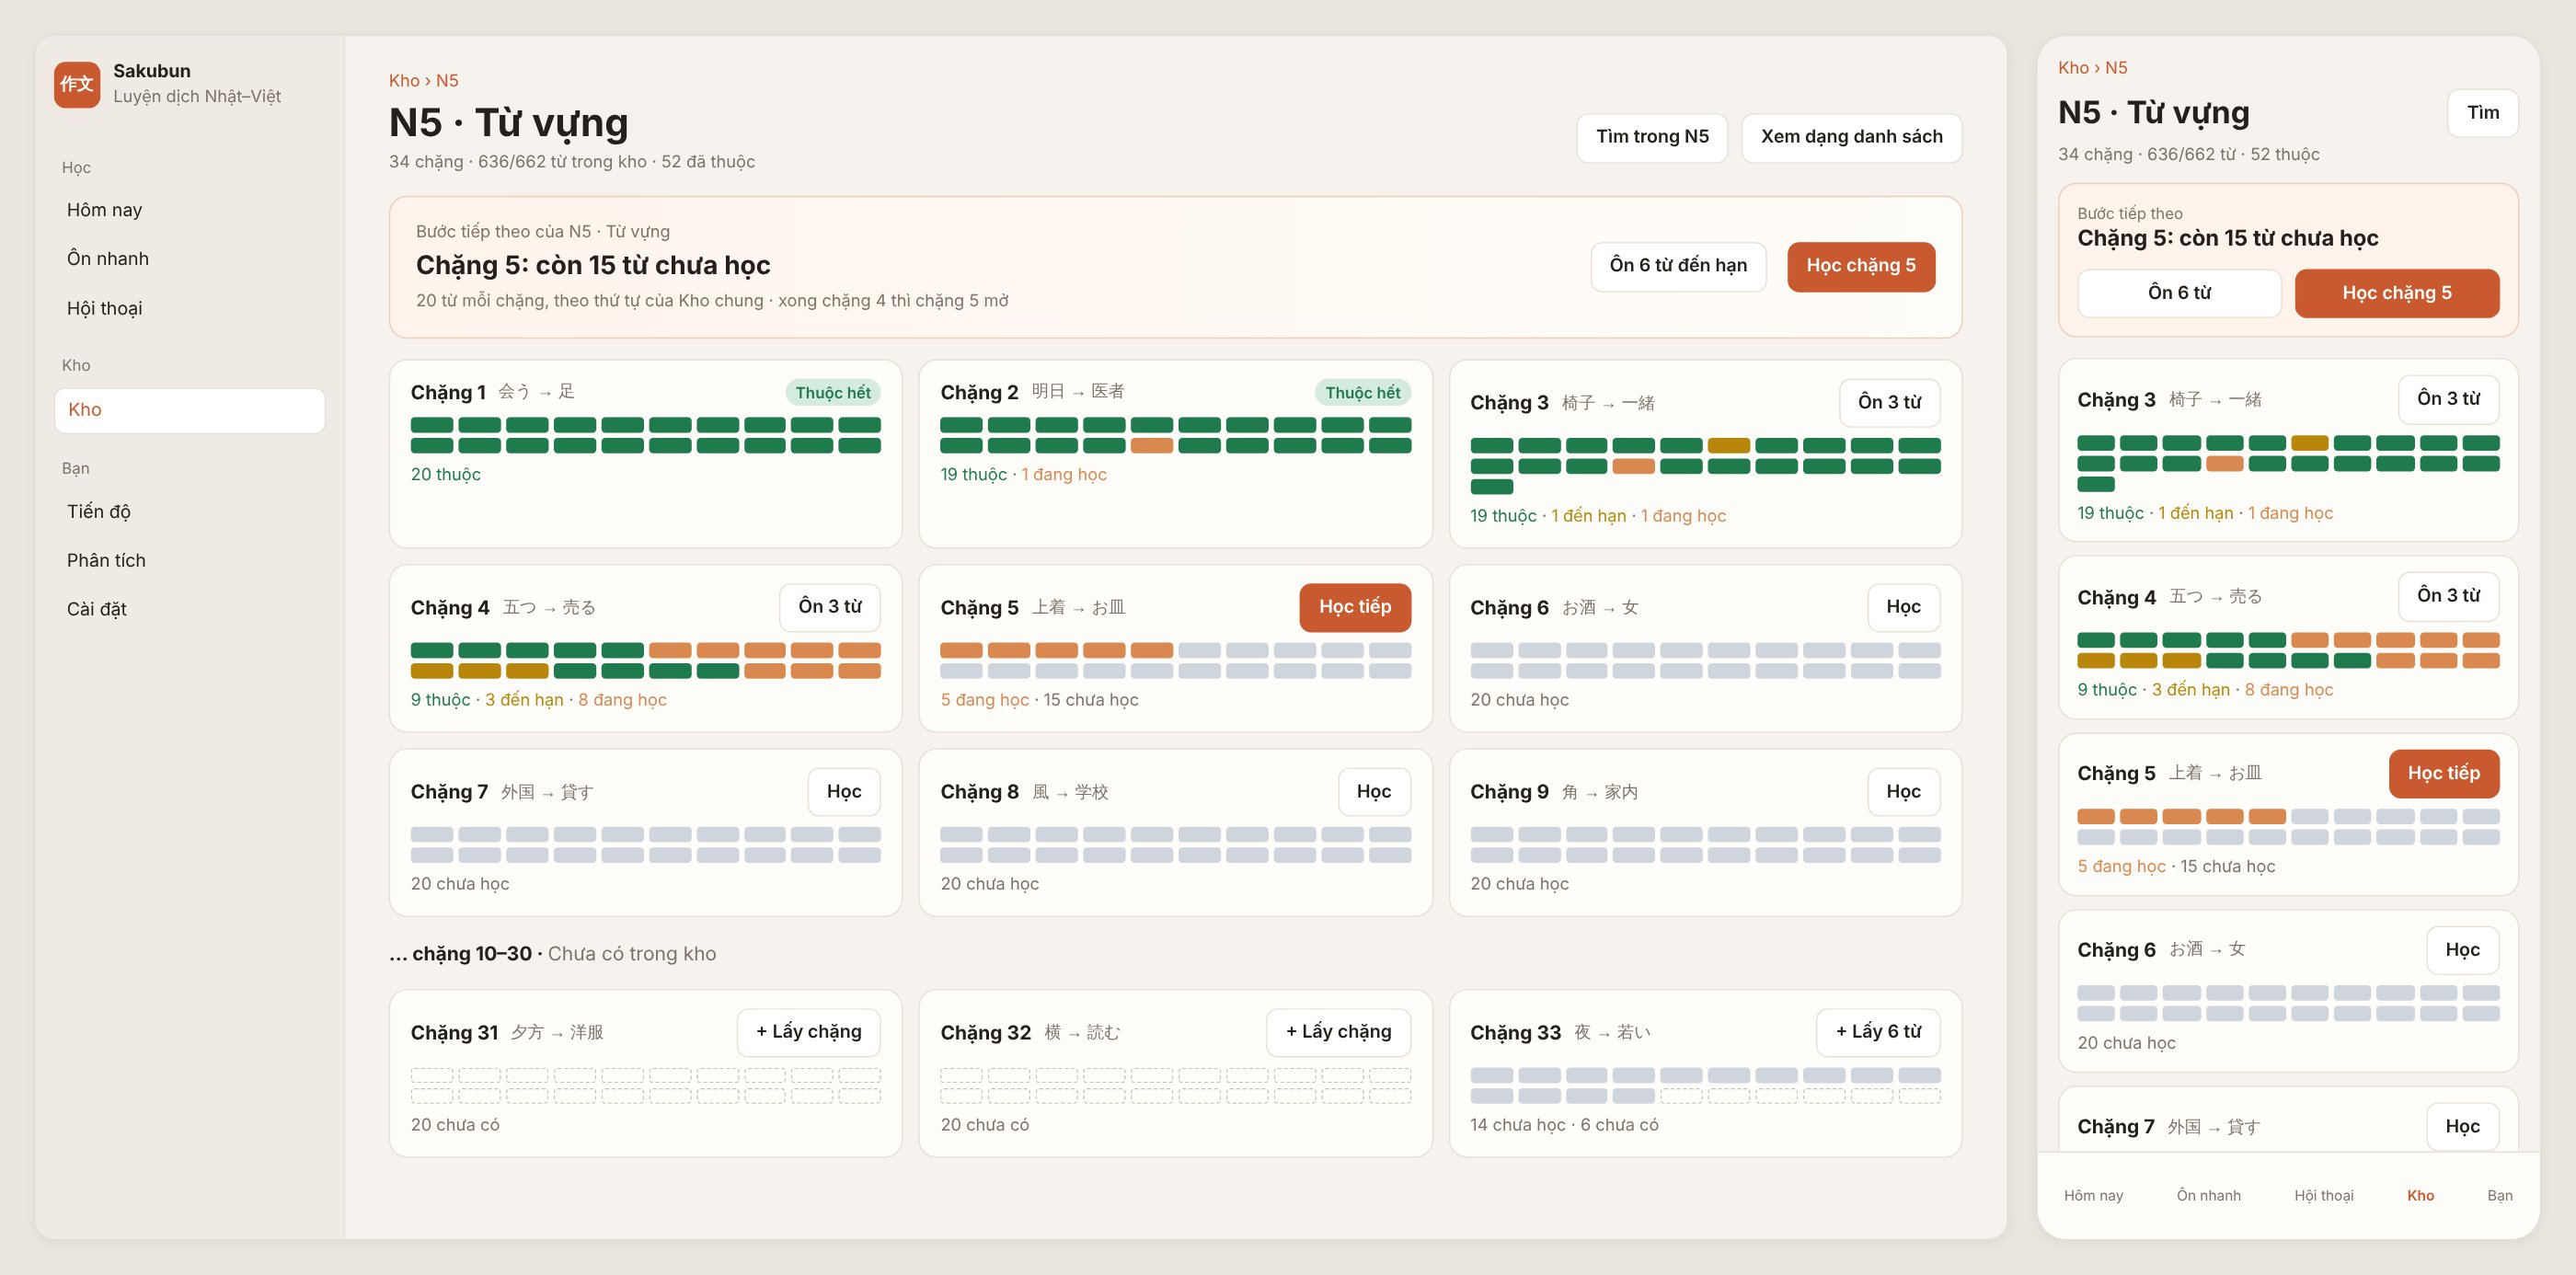 作文
Sakubun
Luyện dịch Nhật–Việt
Học
Hôm nay
Ôn nhanh
Hội thoại
Kho
Kho
Bạn
Tiến độ
Phân tích
Cài đặt
Kho › N5
N5 · Từ vựng
34 chặng · 636/662 từ trong kho · 52 đã thuộc
Tìm trong N5
Xem dạng danh sách
Bước tiếp theo của N5 · Từ vựng
Chặng 5: còn 15 từ chưa học
20 từ mỗi chặng, theo thứ tự của Kho chung · xong chặng 4 thì chặng 5 mở
Ôn 6 từ đến hạn
Học chặng 5
Chặng 1 会う → 足
Thuộc hết
20 thuộc
Chặng 2 明日 → 医者
Thuộc hết
19 thuộc · 1 đang học
Chặng 3 椅子 → 一緒
Ôn 3 từ
19 thuộc · 1 đến hạn · 1 đang học
Chặng 4 五つ → 売る
Ôn 3 từ
9 thuộc · 3 đến hạn · 8 đang học
Chặng 5 上着 → お皿
Học tiếp
5 đang học · 15 chưa học
Chặng 6 お酒 → 女
Học
20 chưa học
Chặng 7 外国 → 貸す
Học
20 chưa học
Chặng 8 風 → 学校
Học
20 chưa học
Chặng 9 角 → 家内
Học
20 chưa học
... chặng 10–30 · Chưa có trong kho
Chặng 31 夕方 → 洋服
+ Lấy chặng
20 chưa có
Chặng 32 横 → 読む
+ Lấy chặng
20 chưa có
Chặng 33 夜 → 若い
+ Lấy 6 từ
14 chưa học · 6 chưa có
Kho › N5
N5 · Từ vựng
Tìm
34 chặng · 636/662 từ · 52 thuộc
Bước tiếp theo
Chặng 5: còn 15 từ chưa học
Ôn 6 từ
Học chặng 5
Chặng 3 椅子 → 一緒
Ôn 3 từ
19 thuộc · 1 đến hạn · 1 đang học
Chặng 4 五つ → 売る
Ôn 3 từ
9 thuộc · 3 đến hạn · 8 đang học
Chặng 5 上着 → お皿
Học tiếp
5 đang học · 15 chưa học
Chặng 6 お酒 → 女
Học
20 chưa học
Chặng 7 外国 → 貸す
Học
Hôm nay
Ôn nhanh
Hội thoại
Kho
Bạn